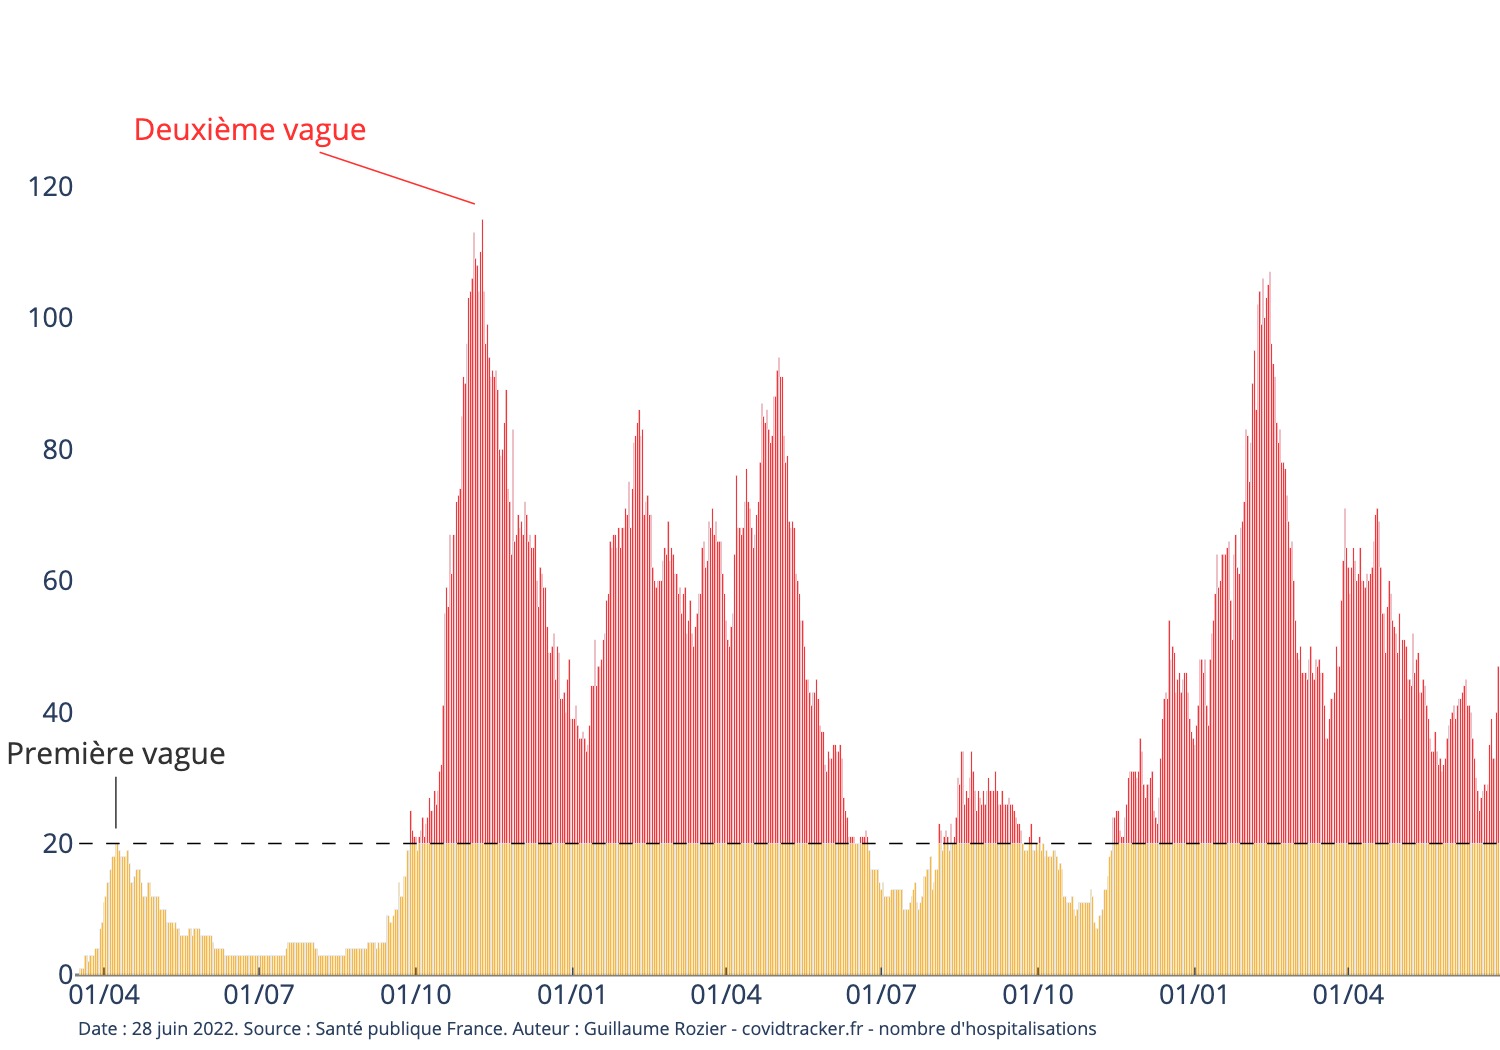 Deuxième vague
120
100
80
60
40
Première vague
20
0
01/04 01/07 01/10 01/01 01/04 01/07 01/10 01/01 01/04
Date : 28 juin 2022. Source : Santé publique France. Auteur : Guillaume Rozier - covidtracker.fr - nombre d'hospitalisations